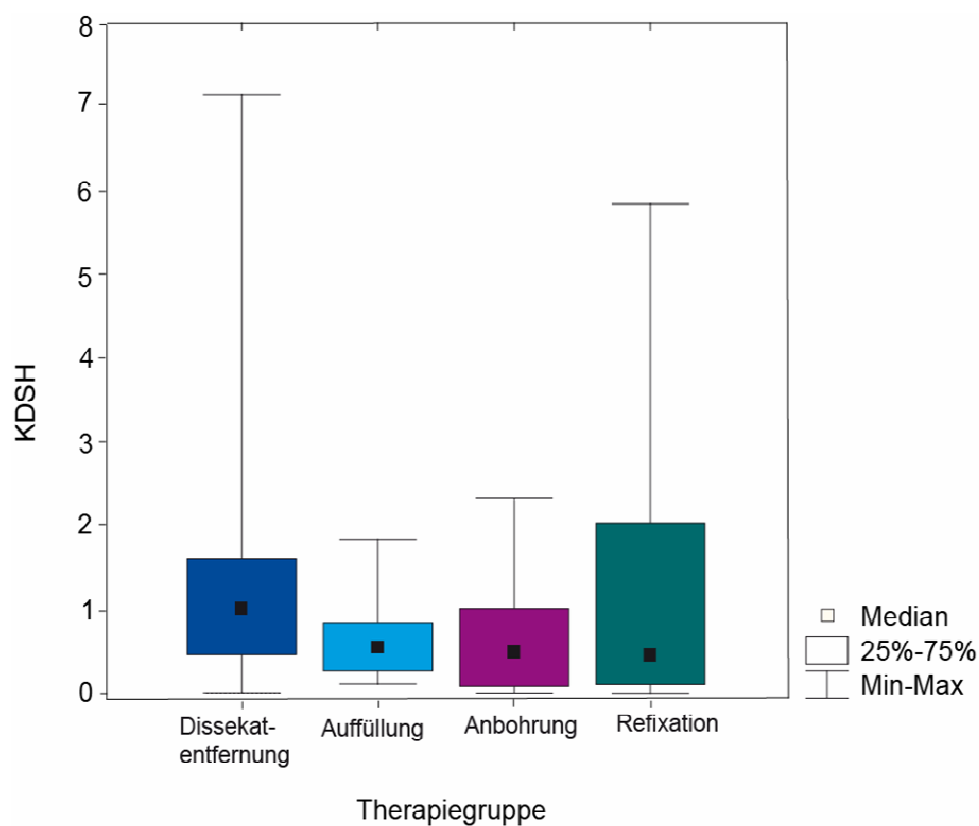 8
7
6
5
4
3
2
1
0
KDSH
Dissekat-
entfernung
Auffüllung
Anbohrung
Refixation
Therapiegruppe
Median
25%-75%
Min-Max